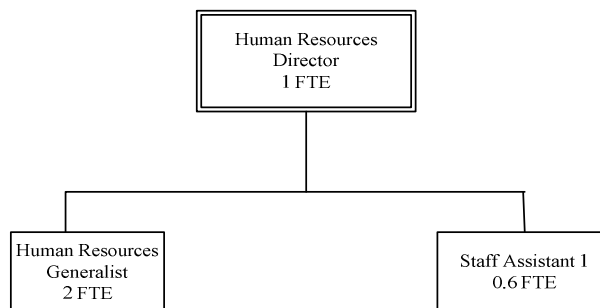 Human Resources
Director
1 FTE
Human Resources
Generalist
2 FTE
Staff Assistant 1
0.6 FTE